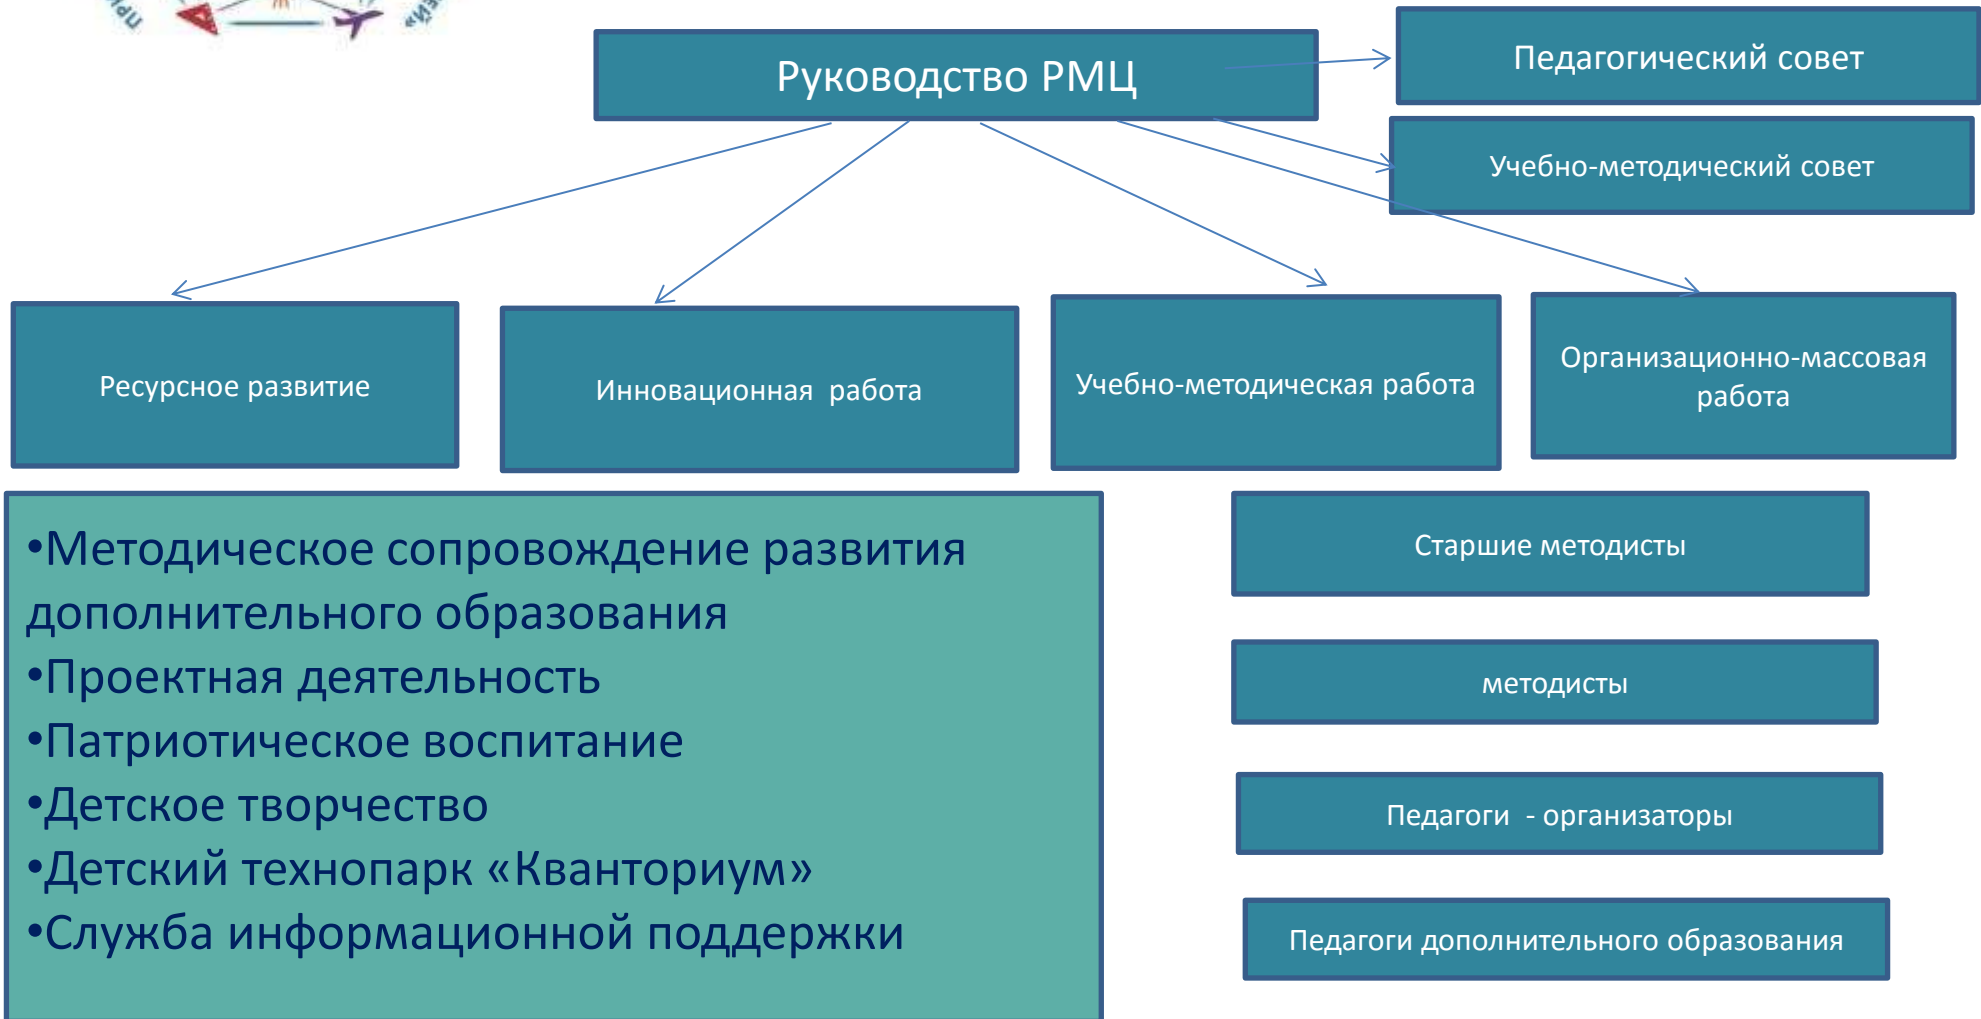 Руководство РМЦ
Педагогический совет
Учебно-методический совет
Ресурсное развитие
Инновационная работа
Учебно-методическая работа
Организационно-массовая
работа
•Методическое сопровождение развития
дополнительного образования
•Проектная деятельность
•Патриотическое воспитание
•Детское творчество
•Детский технопарк «Кванториум»
•Служба информационной поддержки
Старшие методисты
методисты
Педагоги - организаторы
Педагоги дополнительного образования